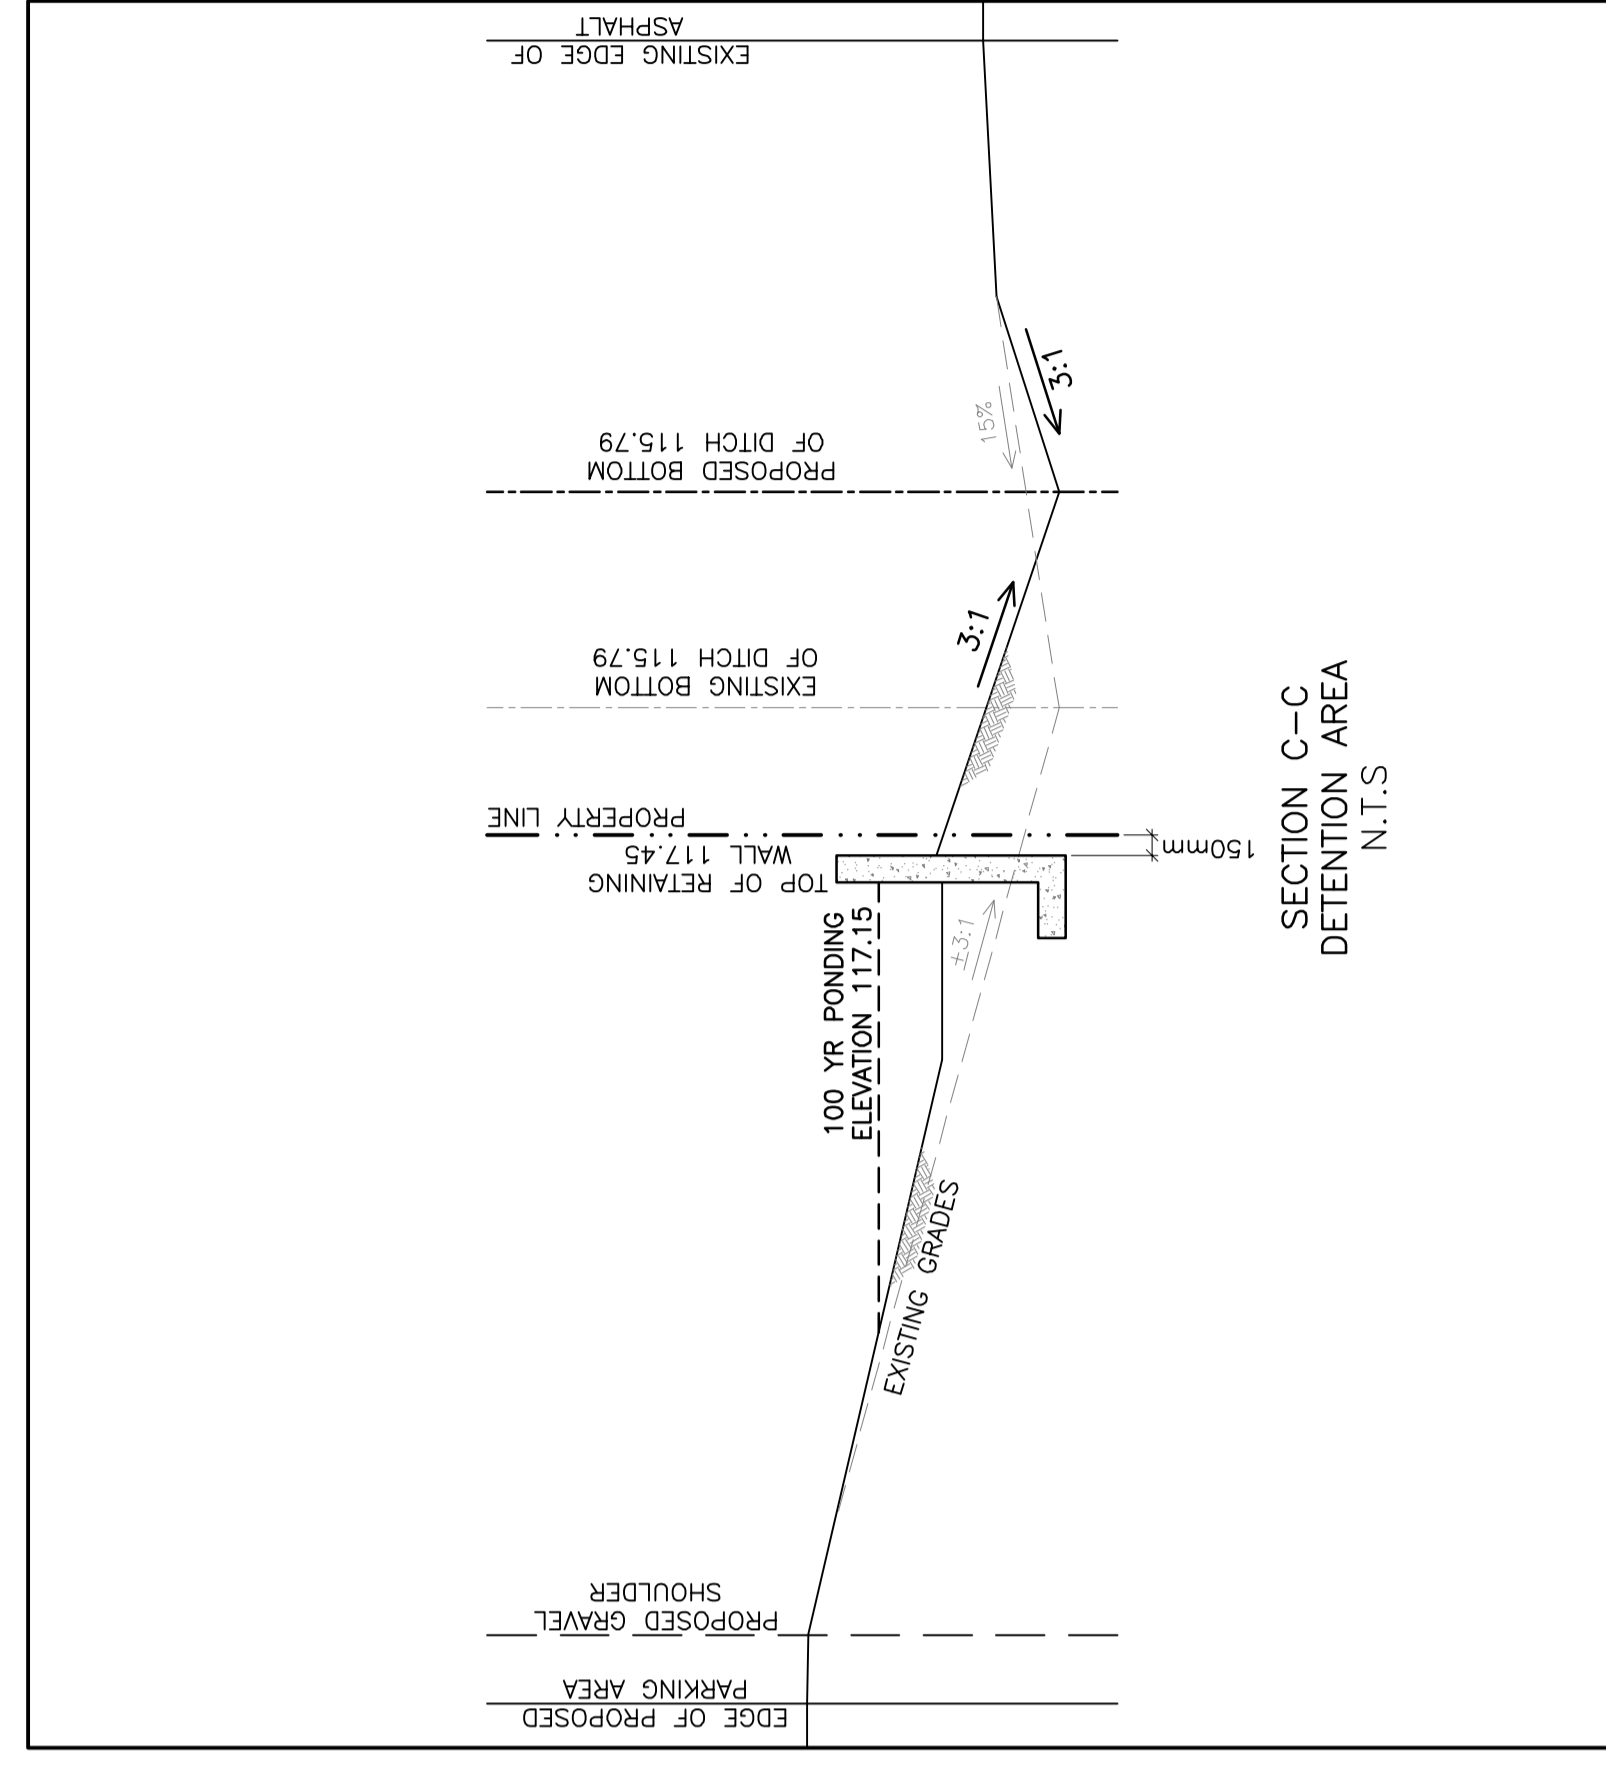 EDGE OF PROPOSED
PARKING AREA
PROPOSED GRAVEL
SHOULDER
EXISTING GRADES
100 YR PONDING
ELEVATION 117.15
±3:1
TOP OF RETAINING
WALL 117.45
PROPERTY LINE
150mm
EXISTING BOTTOM
OF DITCH 115.79
3:1
PROPOSED BOTTOM
OF DITCH 115.79
15%
3:1
EXISTING EDGE OF
ASPHALT
SECTION C-C
DETENTION AREA
N.T.S